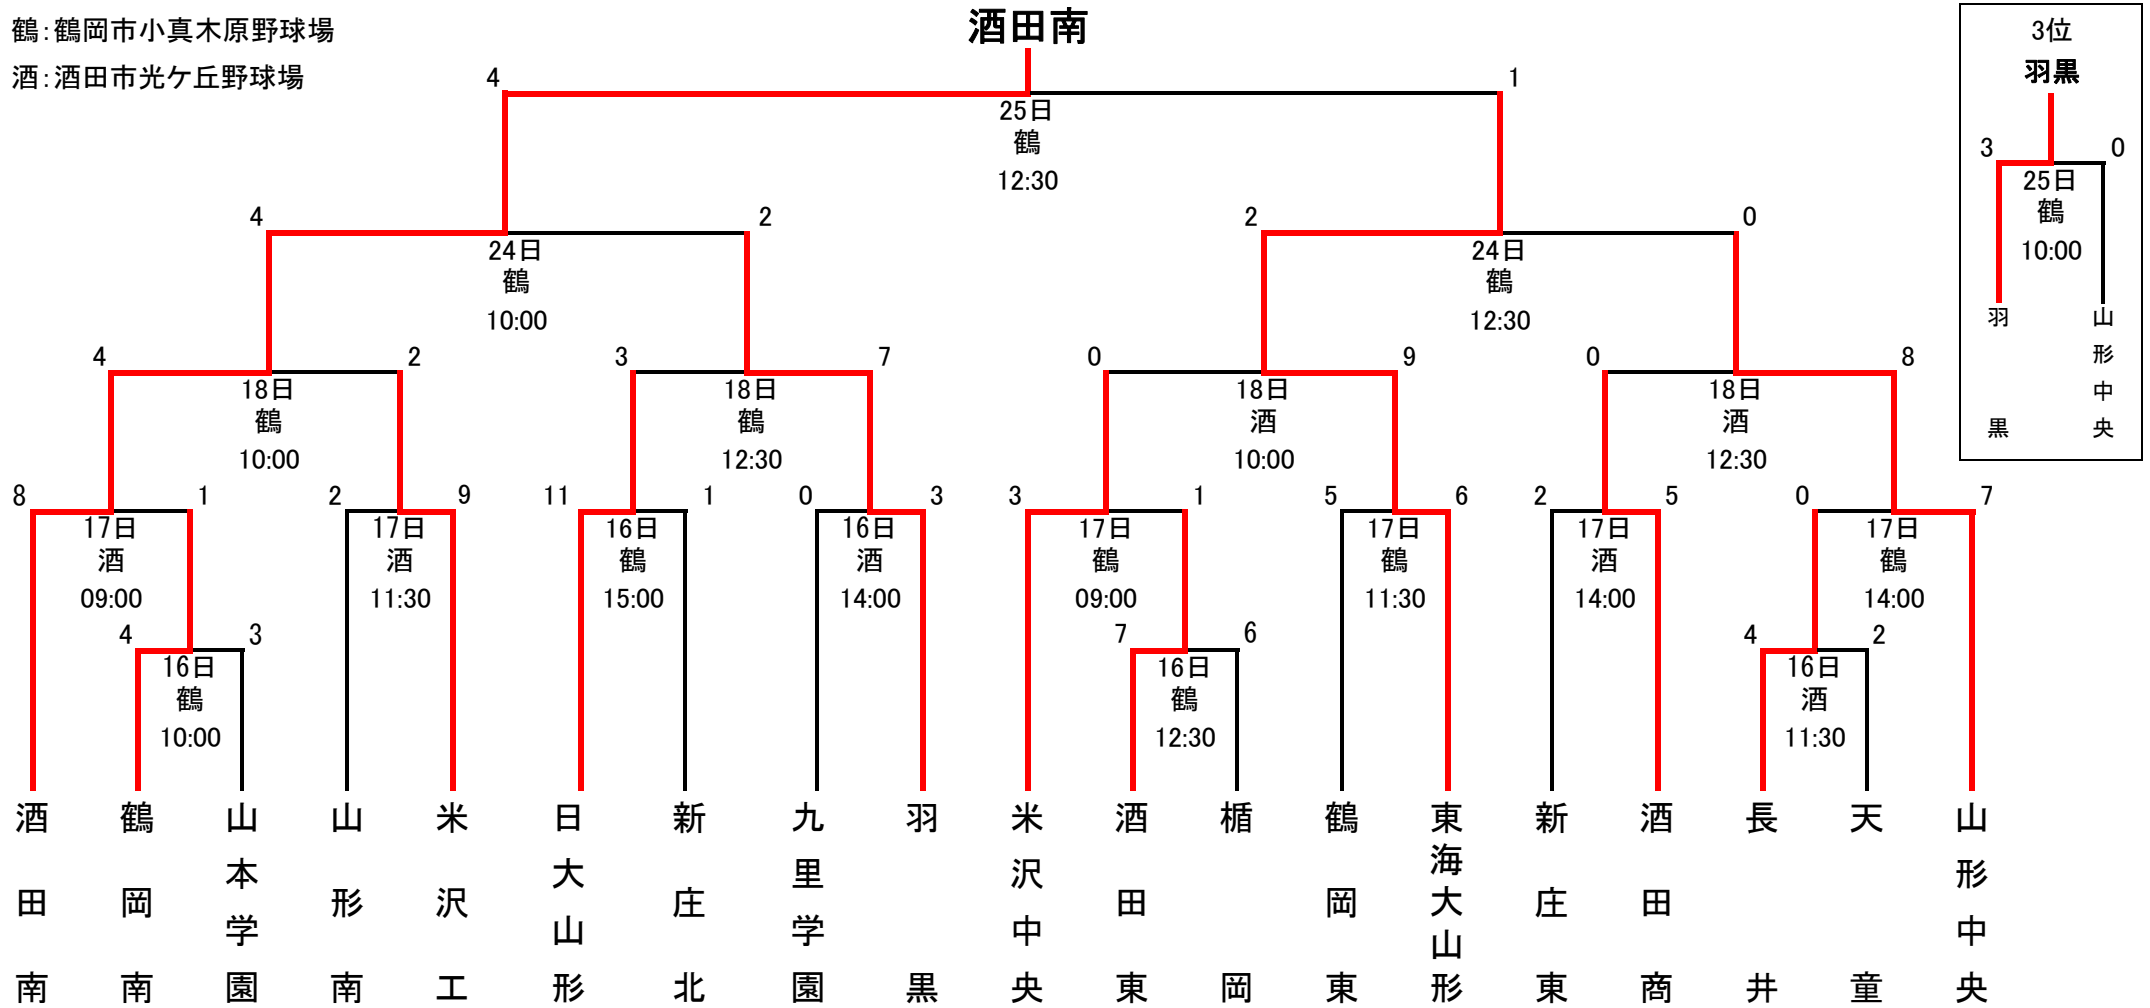 鶴：鶴岡市小真木原野球場
酒：酒田市光ケ丘野球場
酒田南
4
1
25日
鶴
12:30
3位
羽黒
3
0
25日
鶴
10:00
羽黒
山形中央
4
2
24日
鶴
10:00
2
0
24日
鶴
12:30
4
2
18日
鶴
10:00
3
7
18日
鶴
12:30
0
9
18日
酒
10:00
0
8
18日
酒
12:30
8
1
17日
酒
09:00
2
9
17日
酒
11:30
11
1
16日
鶴
15:00
0
3
16日
酒
14:00
3
1
17日
鶴
09:00
5
6
17日
鶴
11:30
2
5
17日
酒
14:00
0
7
17日
鶴
14:00
4
3
16日
鶴
10:00
7
6
16日
鶴
12:30
4
2
16日
酒
11:30
酒田南
鶴岡南
山本学園
山形南
米沢工
日大山形
新庄北
九里学園
羽黒
米沢中央
酒田東
楯岡
鶴岡東
東海大山形
新庄東
酒田商
長井
天童
山形中央